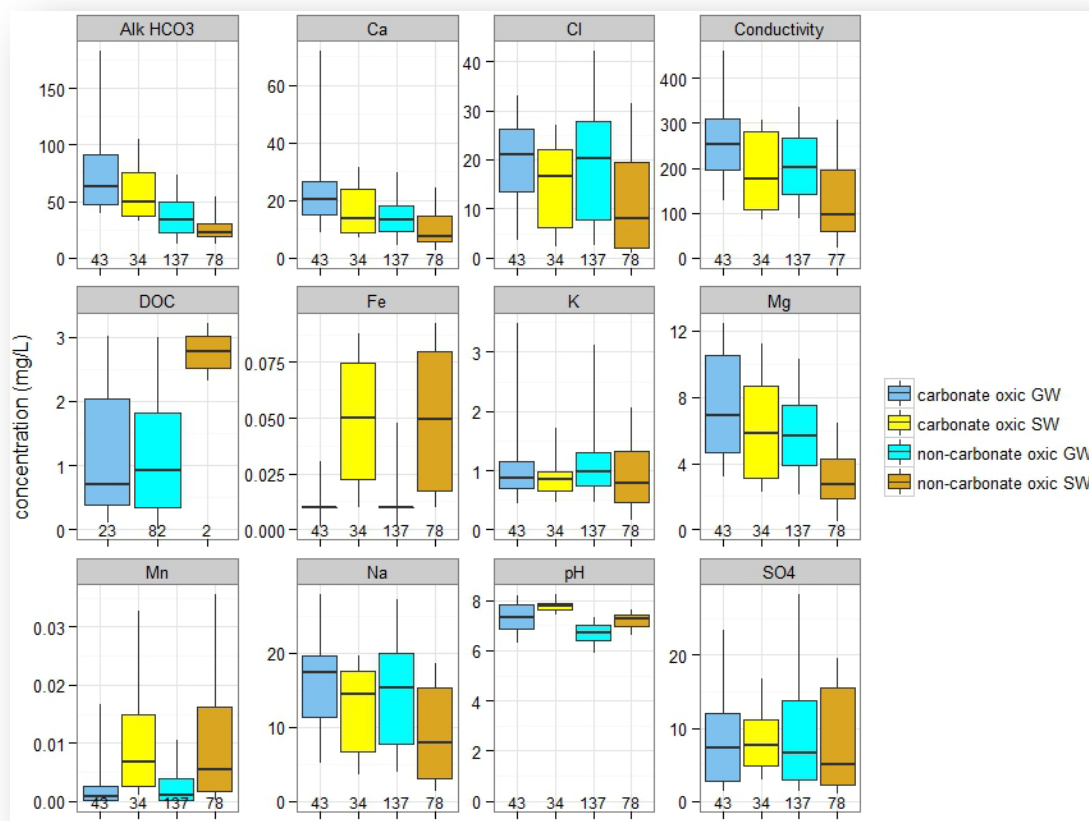 Alk HCO3
Ca
Cl
Conductivity
150
100
50
0
43 34 137 78
60
40
20
0
43 34 137 78
40
30
20
10
0
43 34 137 78
400
300
200
100
0
43 34 137 77
concentration (mg/L)
DOC
Fe
K
Mg
3
2
1
0
23 82 2
0.075
0.050
0.025
0.000
43 34 137 78
3
2
1
0
43 34 137 78
12
8
4
0
43 34 137 78
carbonate oxic GW
carbonate oxic SW
non-carbonate oxic GW
non-carbonate oxic SW
Mn
Na
pH
SO4
0.03
0.02
0.01
0.00
43 34 137 78
20
10
0
43 34 137 78
8
6
4
2
0
43 34 137 78
20
10
0
43 34 137 78